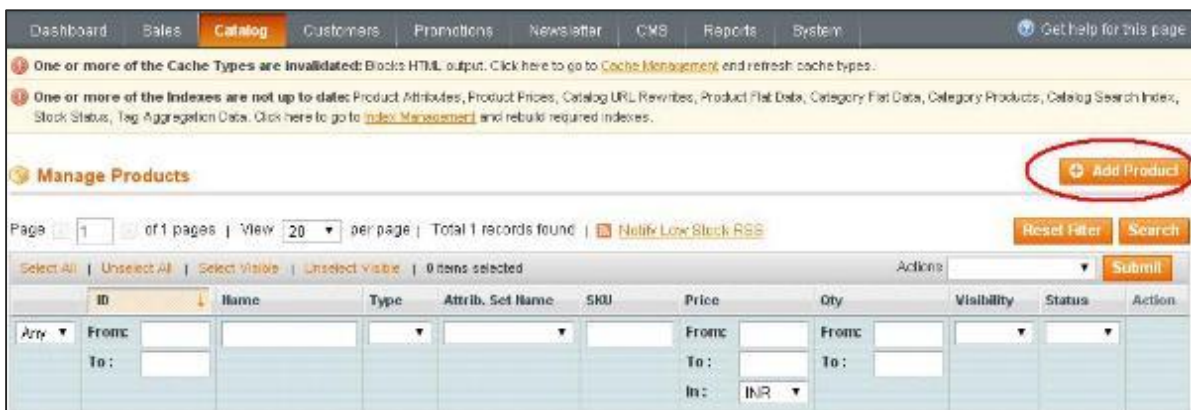 Dashboard Sales Catalog Customers Promotions Newsletter CMS Reports System Get help for this page
One or more of the Cache Types are invalidated: Blocks HTML output. Click here to go to Cache Management and refresh cache types.
One or more of the Indexes are not up to date: Product Attributes, Product Prices, Catalog URL Rewrites, Product Flat Data, Category Flat Data, Category Products, Catalog Search Index,
Stock Status, Tag Aggregation Data. Click here to go to Index Management and rebuild required indexes.
Manage Products Add Product
Page 1 of 1 pages | View 20 per page | Total 1 records found | Notify Low Stock RSS Reset Filter Search
Select All | Unselect All | Select Visible | Unselect Visible | 0 items selected Actions Submit
ID Name Type Attrib. Set Name SKU Price Qty Visibility Status Action
Any From: From: From:
To : To : To :
In : INR